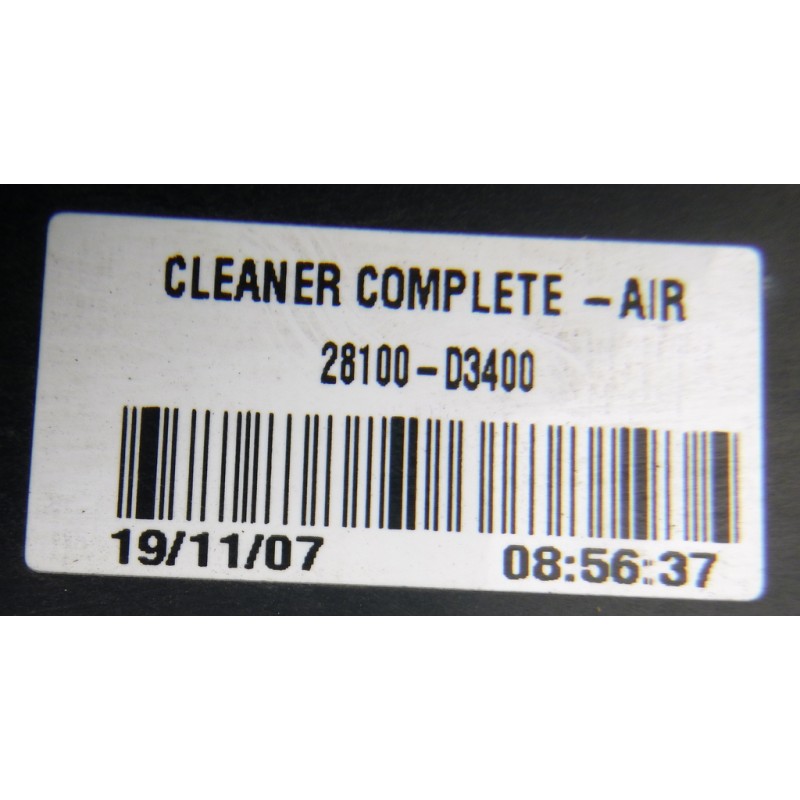 CLEANER COMPLETE -AIR
28100-D3400
19/11/07 08:56:37